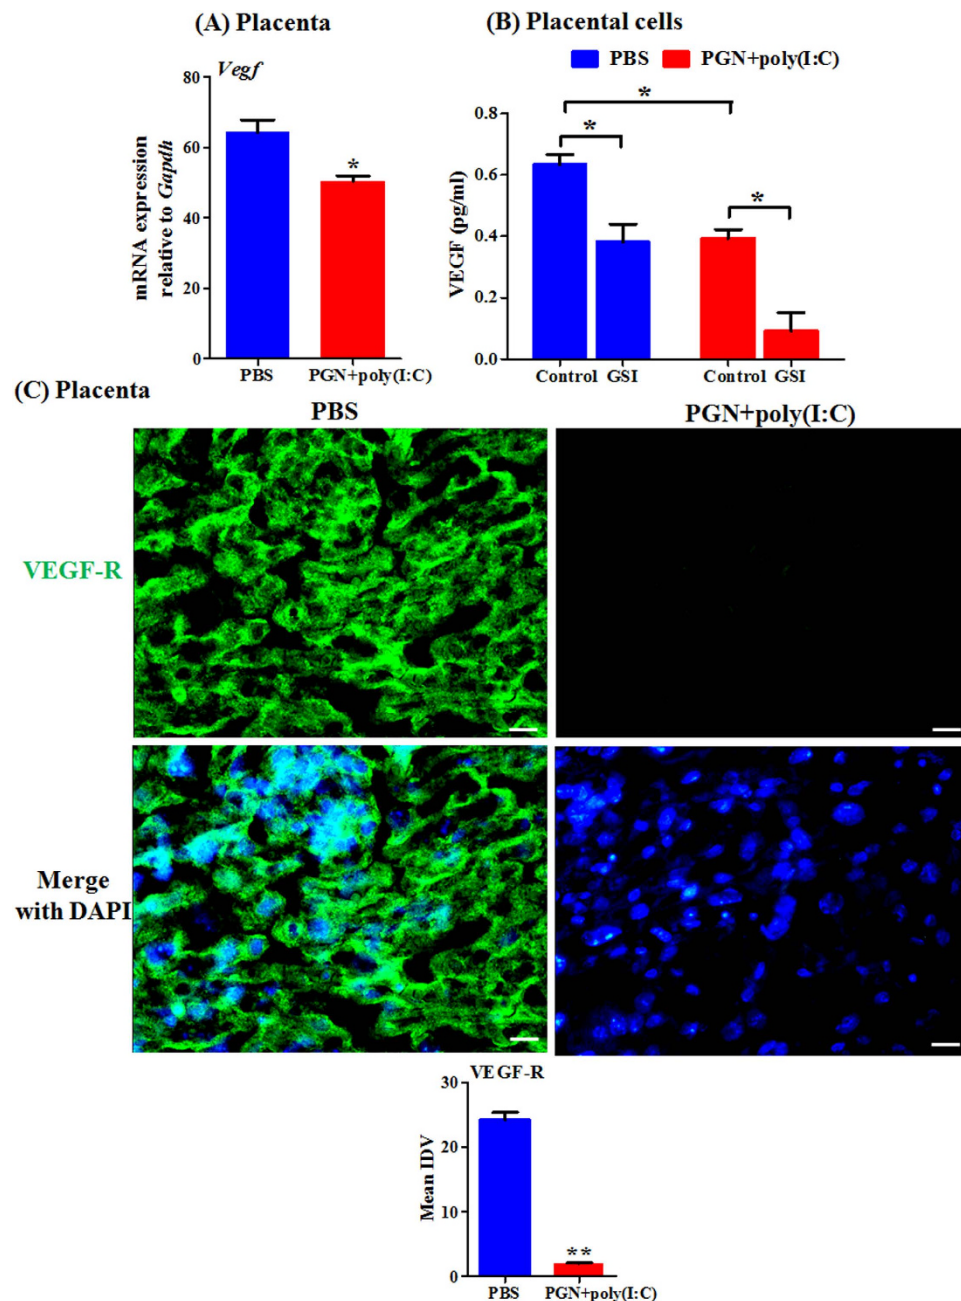 (A) Placenta
Vegf
mRNA expression
relative to Gapdh
80
60
40
20
0
*
PBS
PGN+poly(I:C)
(B) Placental cells
PBS
PGN+poly(I:C)
VEGF (pg/ml)
0.8
0.6
0.4
0.2
0.0
*
*
*
Control GSI
Control GSI
(C) Placenta
PBS
PGN+poly(I:C)
VEGF-R
Merge
with DAPI
VEGF-R
Mean IDV
30
20
10
0
**
PBS
PGN+poly(I:C)